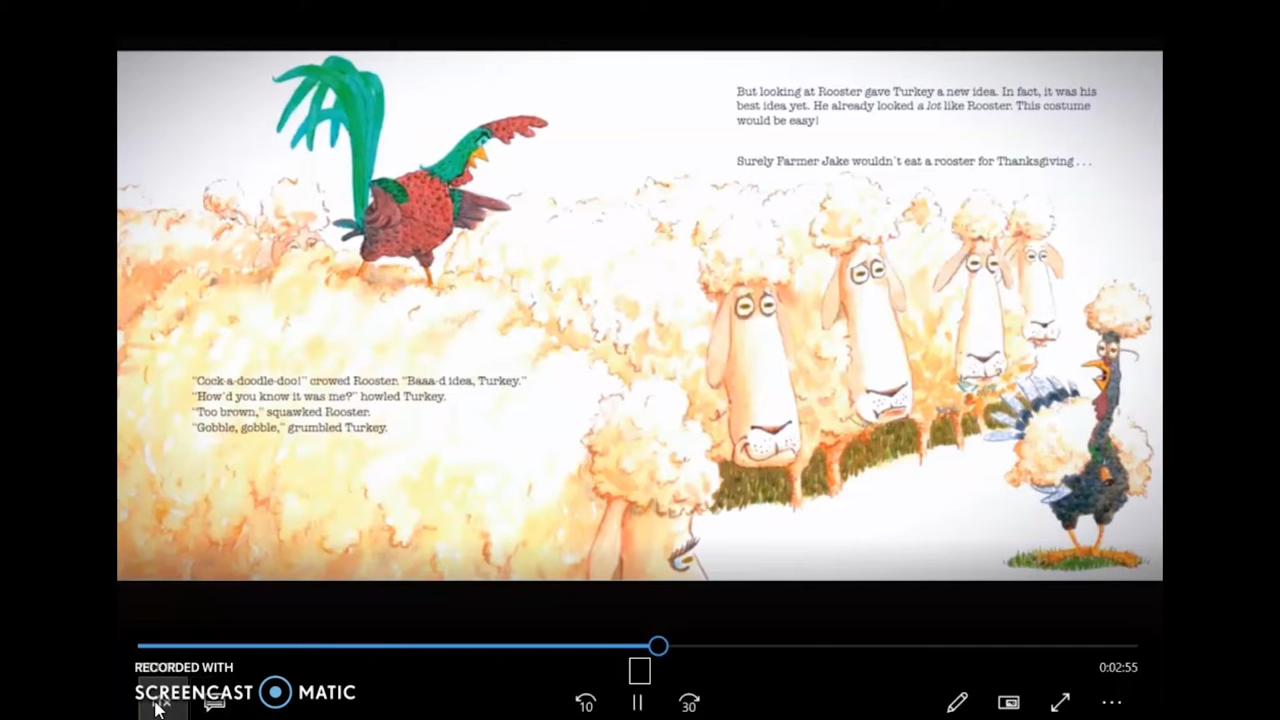 But looking at Rooster gave Turkey a new idea. In fact, it was his
best idea yet. He already looked a lot like Rooster. This costume
would be easy!
Surely Farmer Jake wouldn't eat a rooster for Thanksgiving . . .
"Cock-a-doodle-doo!" crowed Rooster. "Baaa-d idea, Turkey."
"How'd you know it was me?" howled Turkey.
"Too brown," squawked Rooster.
"Gobble, gobble," grumbled Turkey.
RECORDED WITH
SCREENCAST MATIC
0:02:55
10
30